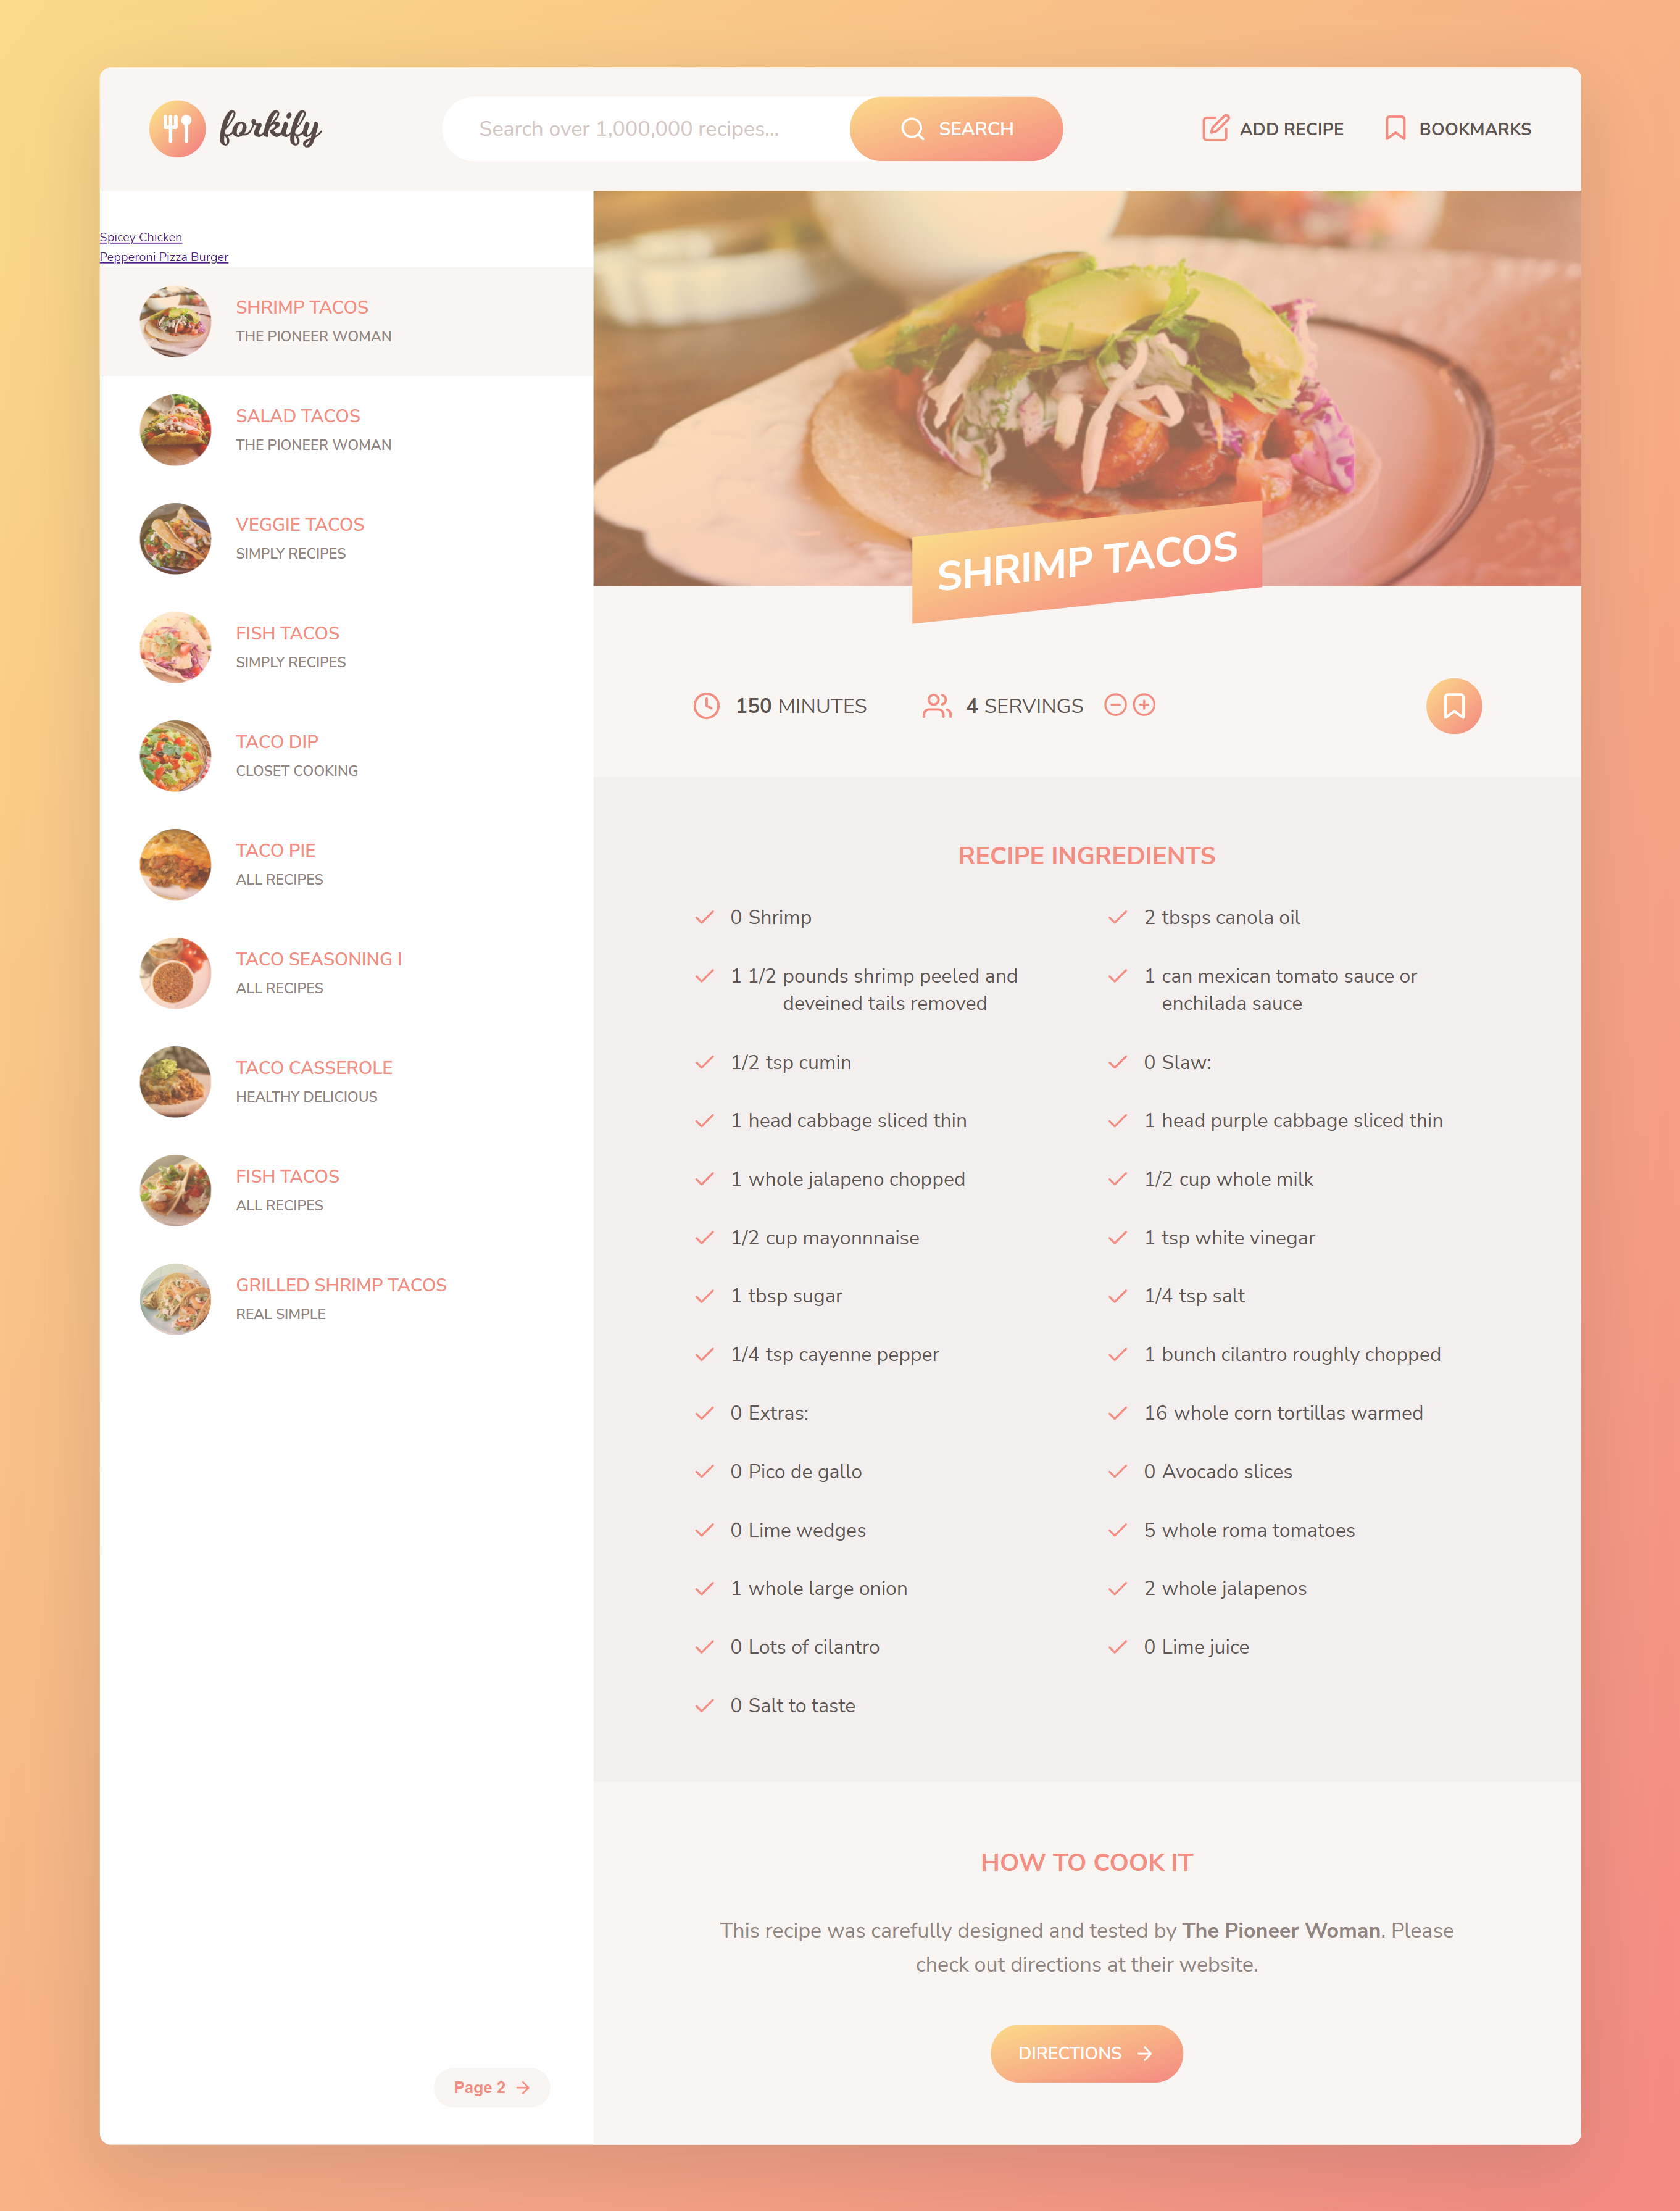 forkify
Search over 1,000,000 recipes...
SEARCH
ADD RECIPE
BOOKMARKS
Spicey Chicken
Pepperoni Pizza Burger
SHRIMP TACOS
THE PIONEER WOMAN
SALAD TACOS
THE PIONEER WOMAN
VEGGIE TACOS
SIMPLY RECIPES
FISH TACOS
SIMPLY RECIPES
TACO DIP
CLOSET COOKING
TACO PIE
ALL RECIPES
TACO SEASONING I
ALL RECIPES
TACO CASSEROLE
HEALTHY DELICIOUS
FISH TACOS
ALL RECIPES
GRILLED SHRIMP TACOS
REAL SIMPLE
Page 2
SHRIMP TACOS
150 MINUTES
4 SERVINGS
RECIPE INGREDIENTS
0 Shrimp
2 tbsps canola oil
1 1/2 pounds shrimp peeled and
deveined tails removed
1 can mexican tomato sauce or
enchilada sauce
1/2 tsp cumin
0 Slaw:
1 head cabbage sliced thin
1 head purple cabbage sliced thin
1 whole jalapeno chopped
1/2 cup whole milk
1/2 cup mayonnnaise
1 tsp white vinegar
1 tbsp sugar
1/4 tsp salt
1/4 tsp cayenne pepper
1 bunch cilantro roughly chopped
0 Extras:
16 whole corn tortillas warmed
0 Pico de gallo
0 Avocado slices
0 Lime wedges
5 whole roma tomatoes
1 whole large onion
2 whole jalapenos
0 Lots of cilantro
0 Lime juice
0 Salt to taste
HOW TO COOK IT
This recipe was carefully designed and tested by The Pioneer Woman. Please
check out directions at their website.
DIRECTIONS